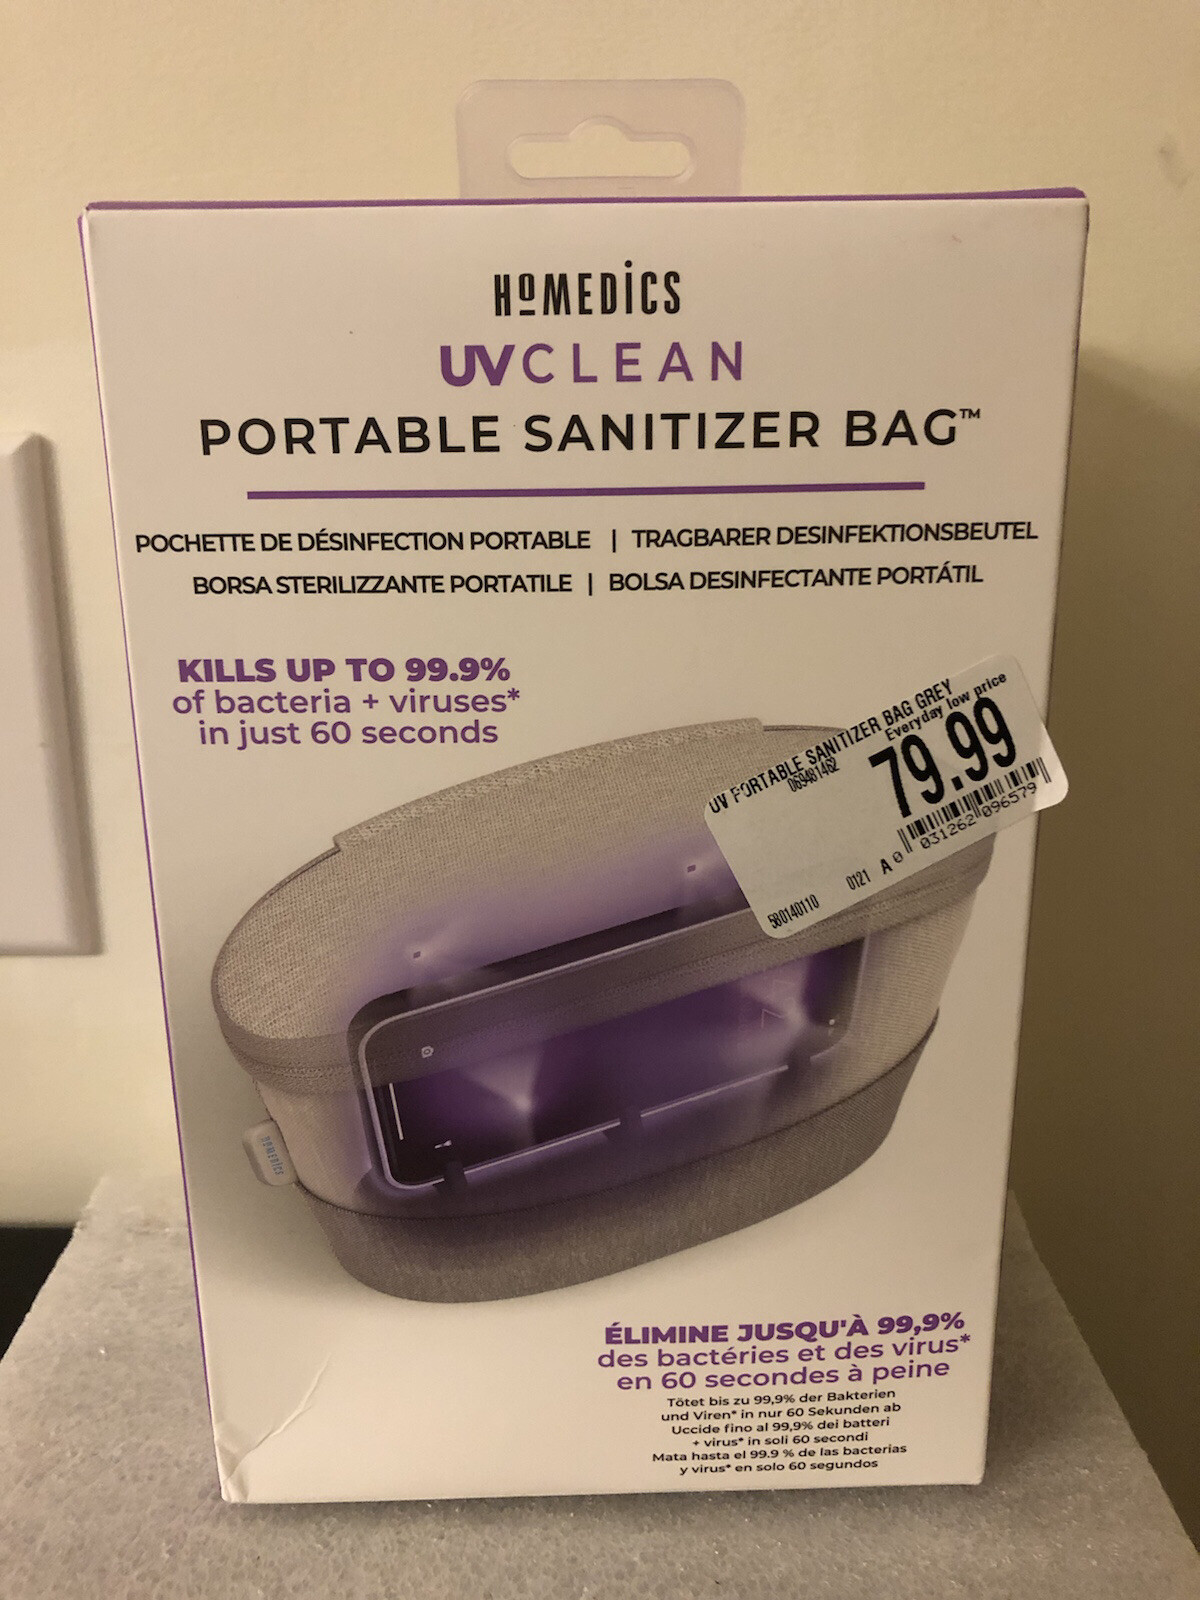 HoMEDiCS
UVCLEAN
PORTABLE SANITIZER BAG™
POCHETTE DE DÉSINFECTION PORTABLE | TRAGBARER DESINFEKTIONSBEUTEL
BORSA STERILIZZANTE PORTATILE | BOLSA DESINFECTANTE PORTÁTIL
KILLS UP TO 99.9%
of bacteria + viruses*
in just 60 seconds
UV PORTABLE SANITIZER BAG GREY
069481462
Everyday low price
79.99
0 031262 096579
580140110 0121 A
HoMEDiCS
ÉLIMINE JUSQU'À 99,9%
des bactéries et des virus*
en 60 secondes à peine
Tötet bis zu 99,9% der Bakterien
und Viren* in nur 60 Sekunden ab
Uccide fino al 99,9% dei batteri
+ virus* in soli 60 secondi
Mata hasta el 99.9 % de las bacterias
y virus* en solo 60 segundos